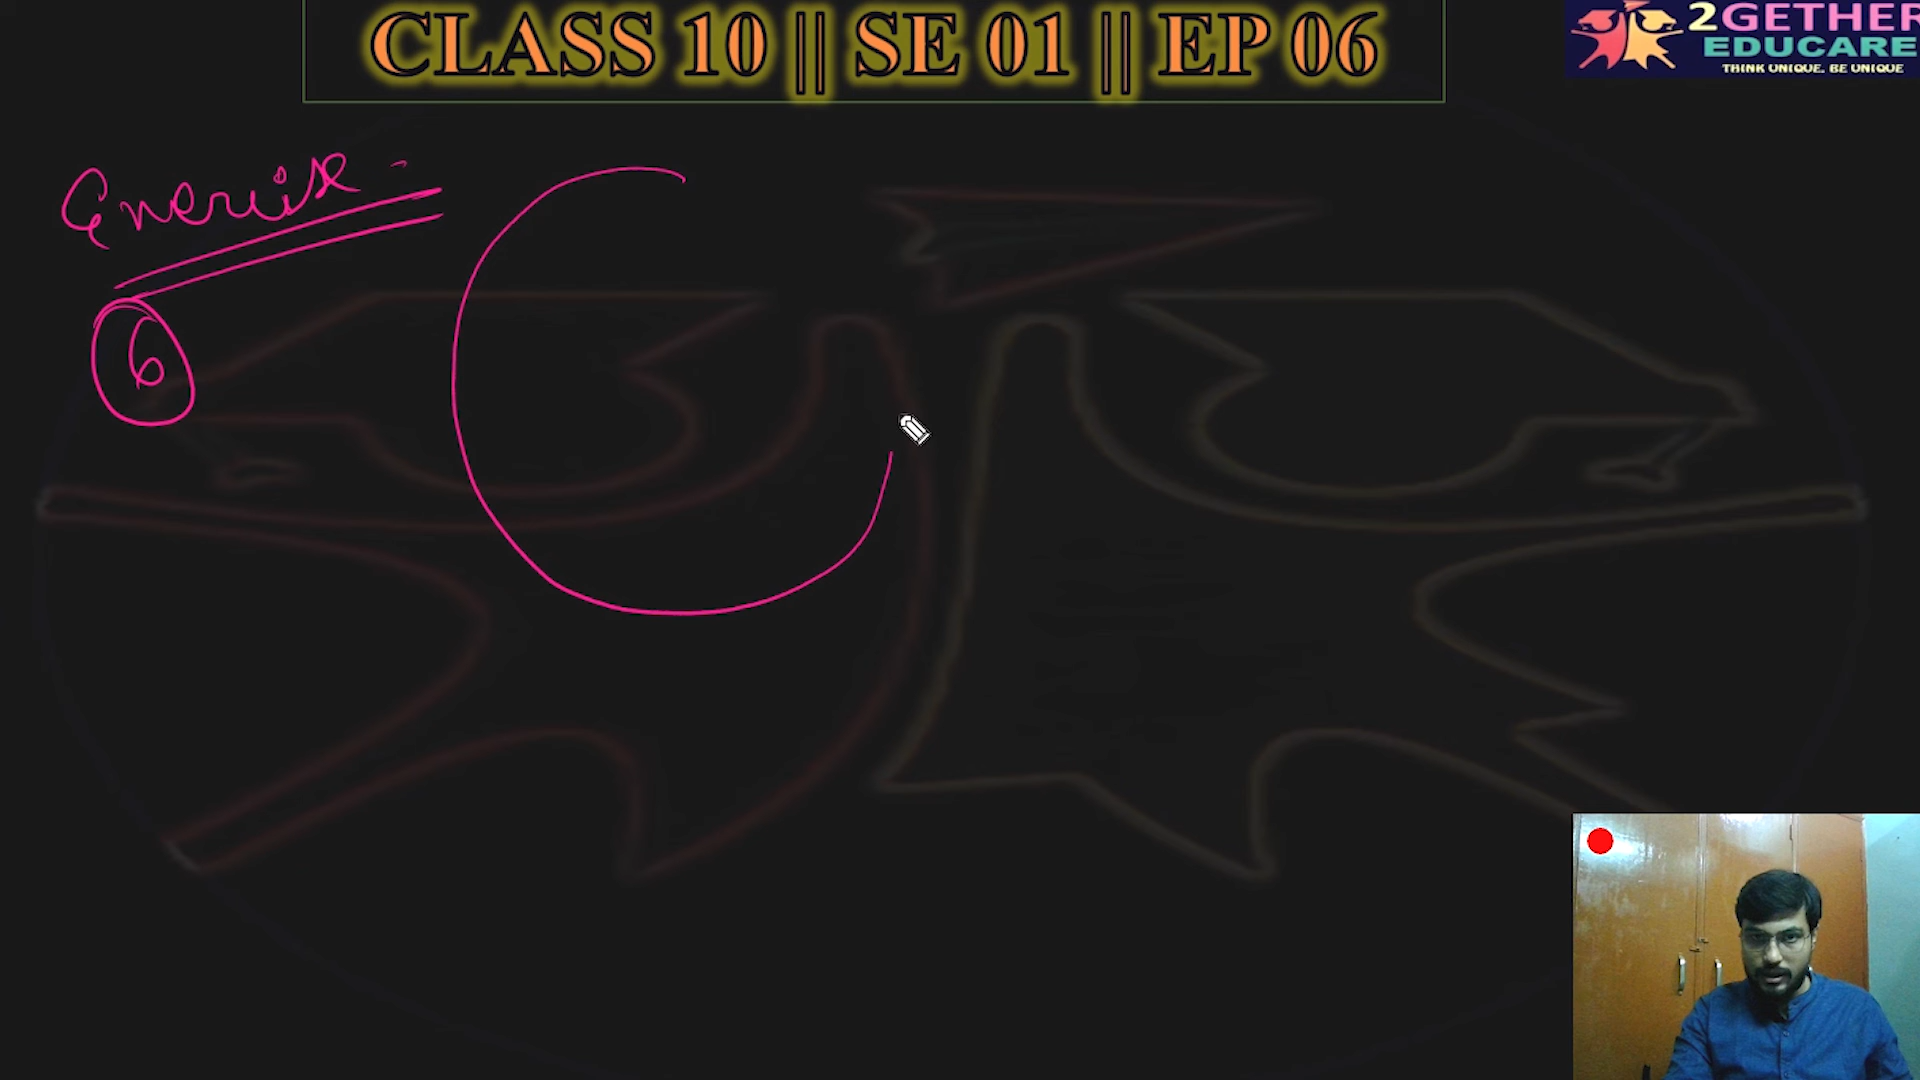 CLASS 10 || SE 01 || EP 06
2GETHER
EDUCARE
THINK UNIQUE, BE UNIQUE
Exercise -
6